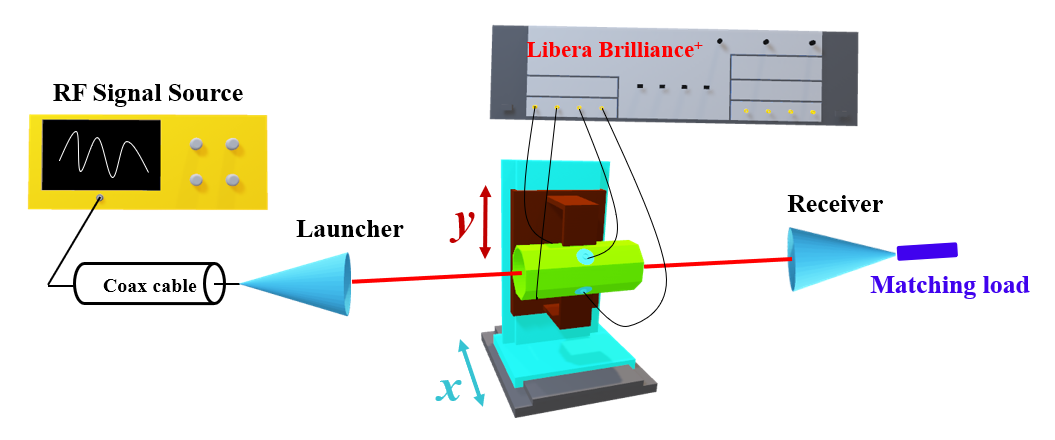 Libera Brilliance+
RF Signal Source
Launcher
y
Receiver
Coax cable
Matching load
x